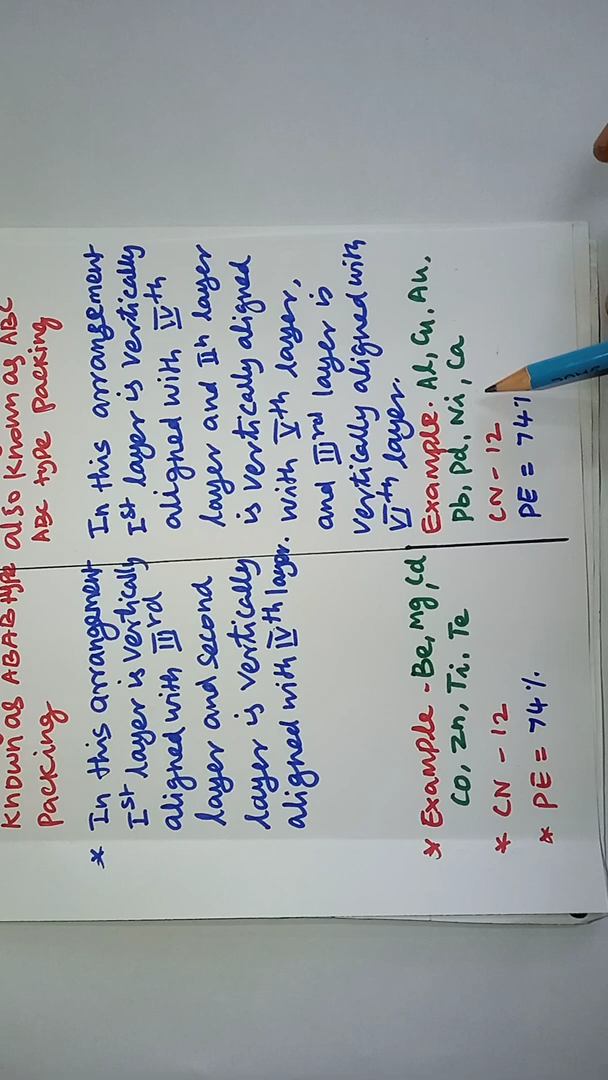 Known as ABAB type
Packing
* In this arrangement
Ist layer is vertically
aligned with IIIrd
layer and second
layer is vertically
aligned with IVth layer.
* Example - Be, Mg, Cd
Co, Zn, Ti, Te
* CN - 12
* PE = 74%
also known as ABC
ABC type packing
In this arrangement
Ist layer is vertically
aligned with IVth
layer and IIth layer
is vertically aligned
with Vth layer,
and IIIrd layer is
vertically aligned with
VIth layer.
Example. Al, Cu, Au,
Pb, pd, Ni, Ca
CN - 12
PE = 74%